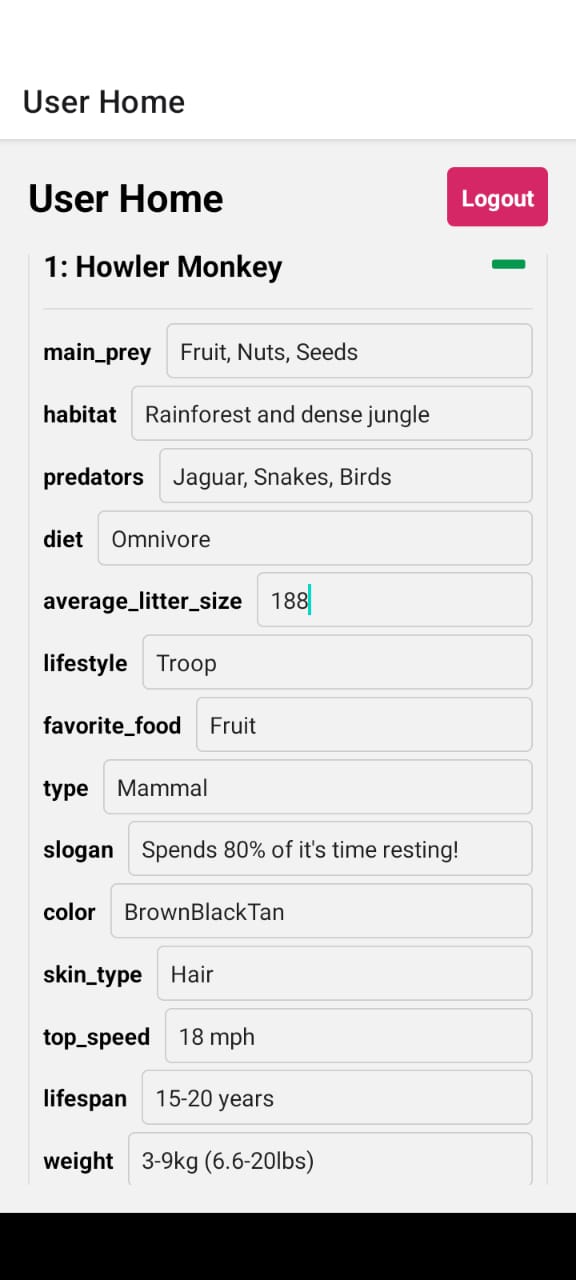 User Home
User Home
Logout
1: Howler Monkey
main_prey Fruit, Nuts, Seeds
habitat Rainforest and dense jungle
predators Jaguar, Snakes, Birds
diet Omnivore
average_litter_size 188
lifestyle Troop
favorite_food Fruit
type Mammal
slogan Spends 80% of it's time resting!
color BrownBlackTan
skin_type Hair
top_speed 18 mph
lifespan 15-20 years
weight 3-9kg (6.6-20lbs)